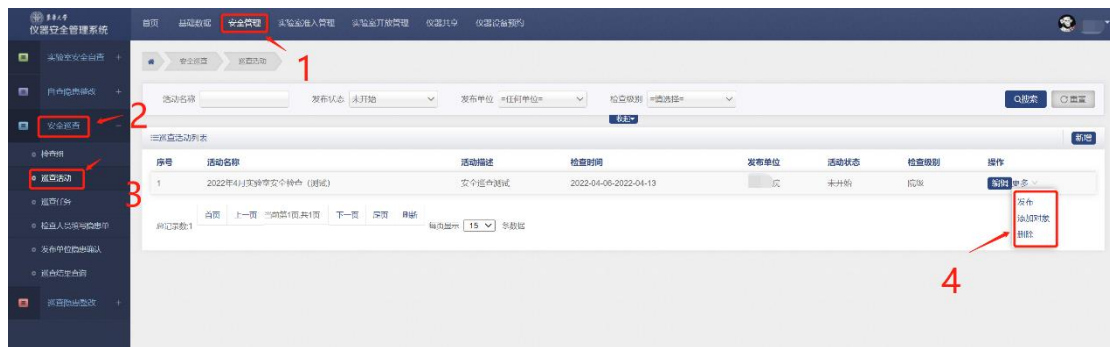 仪器安全管理系统
首页 基础数据 安全管理 实验室准入管理 实验室开放管理 仪器共享 仪器设备预约
1
实验室安全自查 +
自查隐患整改 +
安全巡查 −
检查组
巡查活动
巡查任务
检查人员填写隐患单
发布单位隐患确认
巡查结果查询
巡查隐患整改 +
2
3
安全巡查 巡查活动
活动名称 发布状态 未开始 发布单位 =任何单位= 检查级别 =请选择= 搜索 重置
收起
巡查活动列表 新增
序号 活动名称 活动描述 检查时间 发布单位 活动状态 检查级别 操作
1 2022年4月实验室安全检查（测试） 安全巡查测试 2022-04-06-2022-04-13 院 未开始 院级 编辑 更多
发布
添加对象
删除
总记录数:1 首页 上一页 当前第1页,共1页 下一页 尾页 刷新 每页显示 15 条数据
4